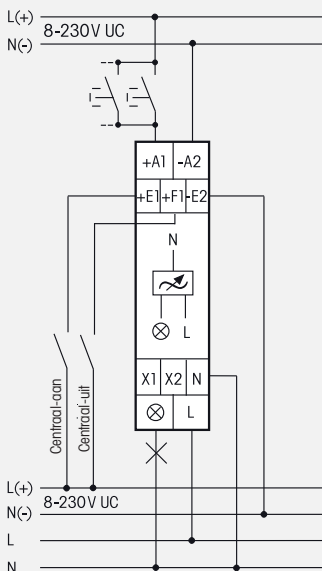 L(+)
8-230V UC
N(-)
+A1 -A2
+E1 +F1 -E2
N
L
X1 X2 N
L
Centraal-aan
Centraal-uit
L(+)
8-230V UC
N(-)
L
N